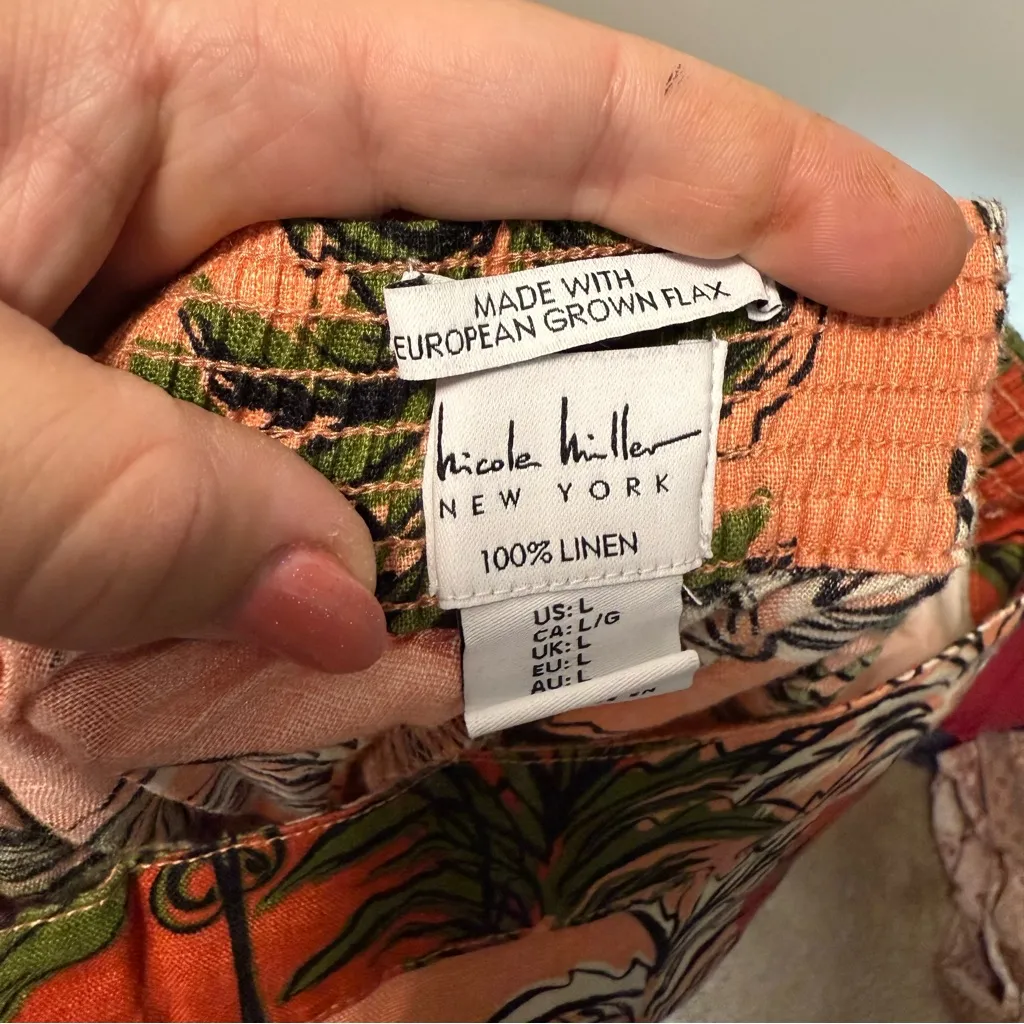 MADE WITH
EUROPEAN GROWN FLAX
nicole miller
NEW YORK
100% LINEN
US: L
CA: L/G
UK: L
EU: L
AU: L